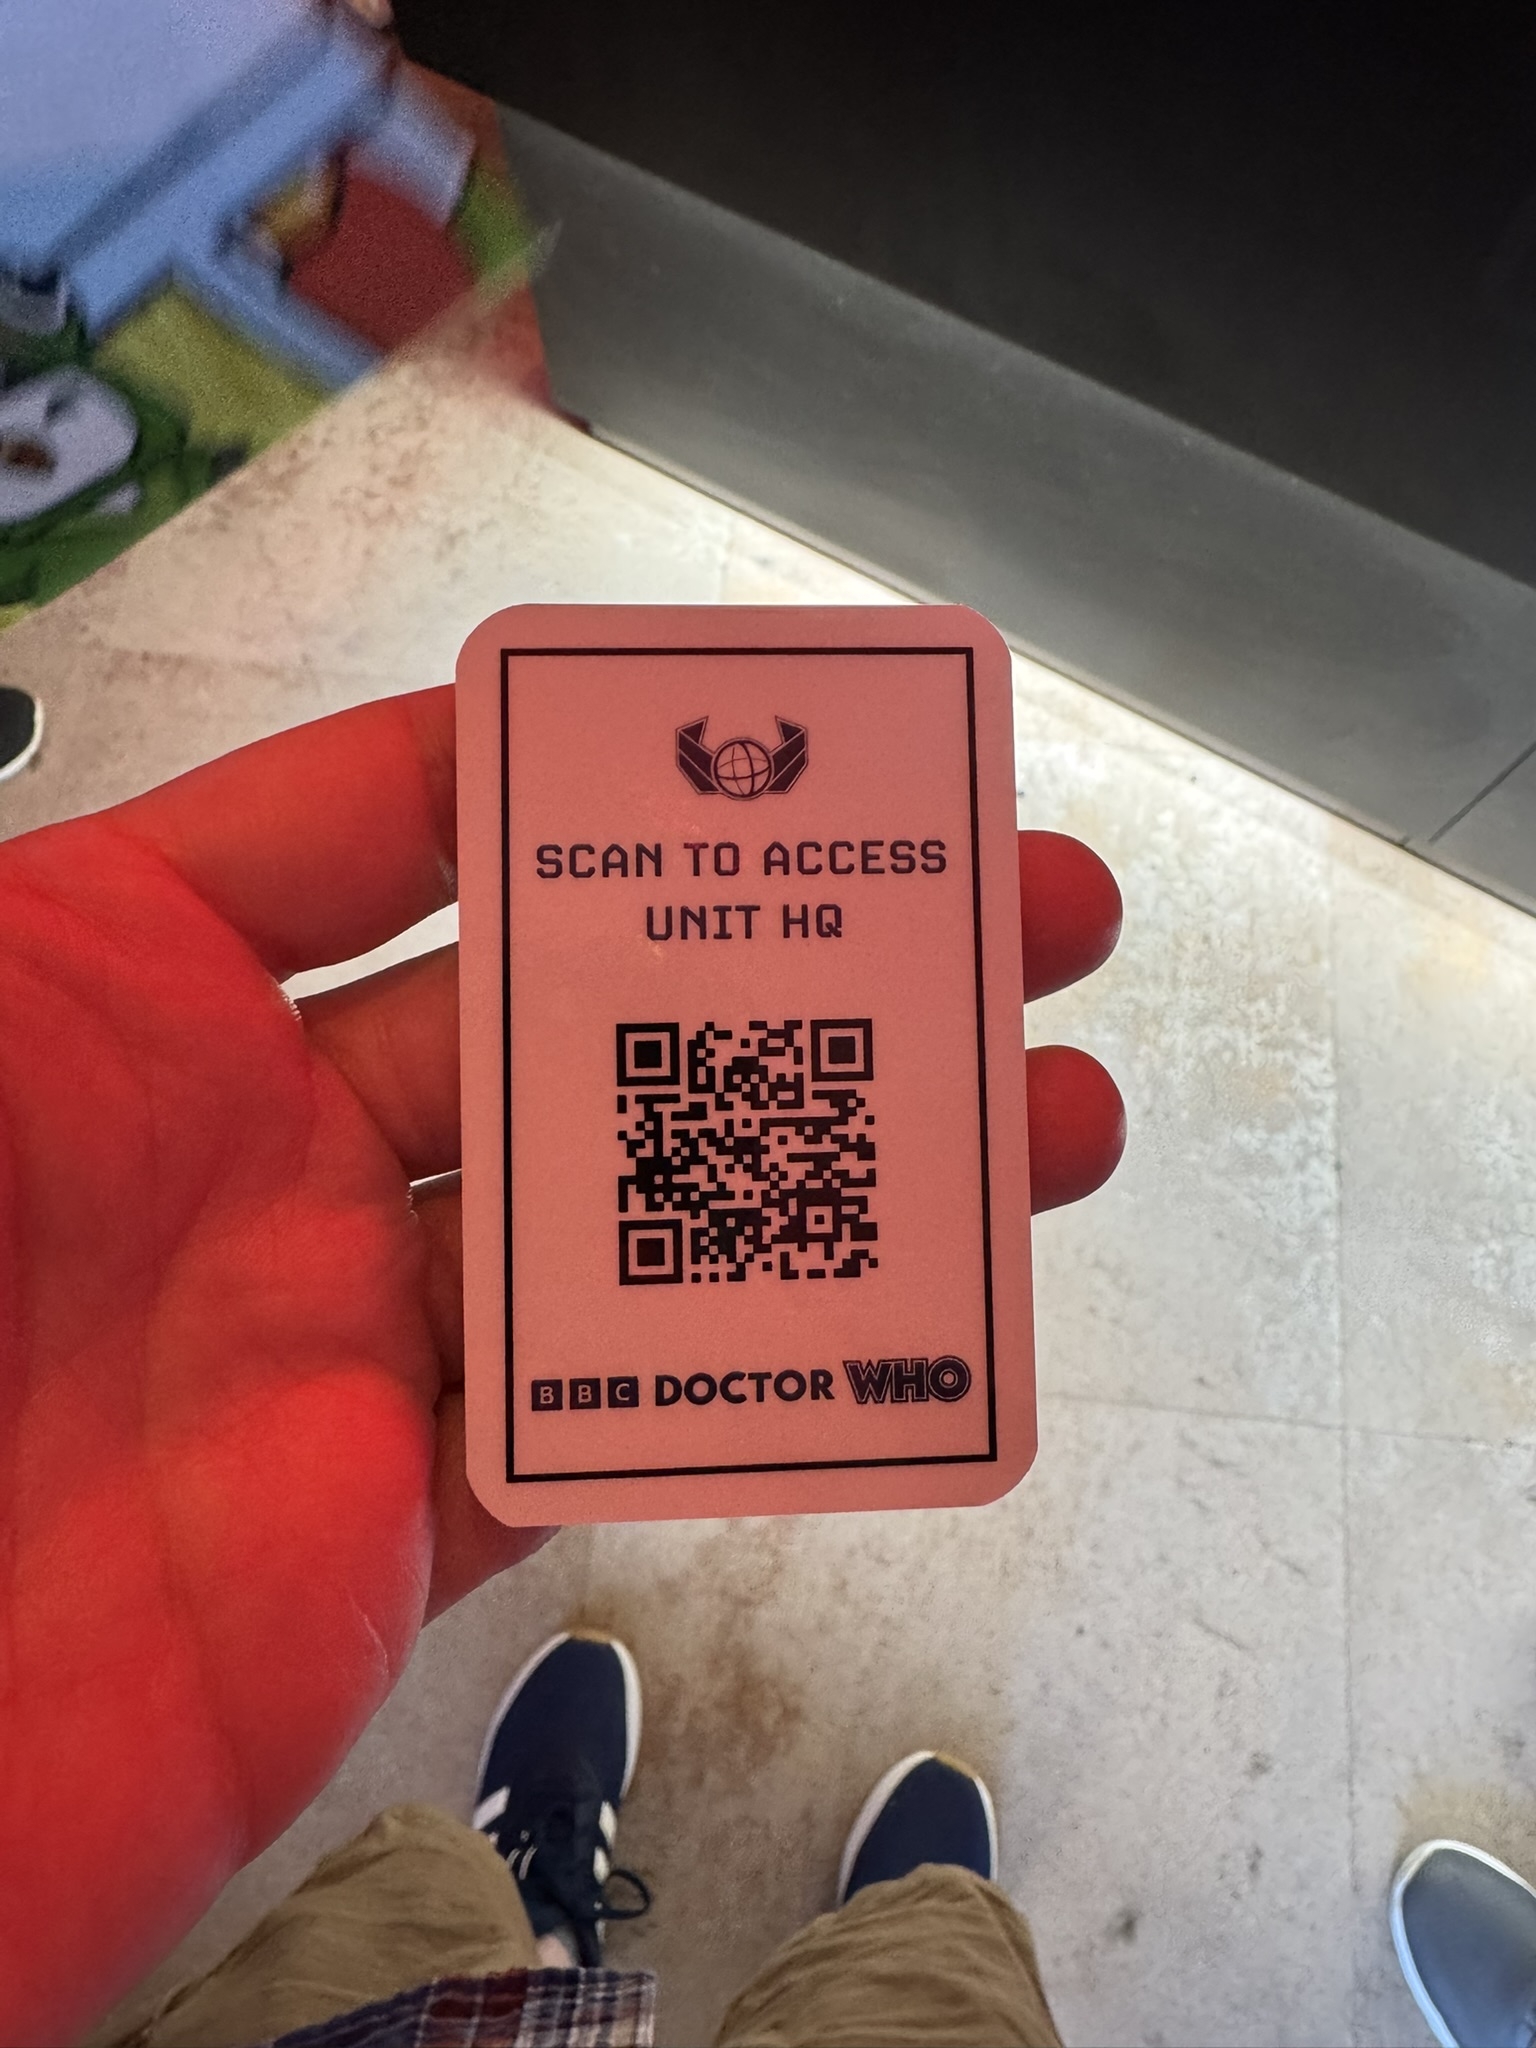 SCAN TO ACCESS
UNIT HQ
BBC DOCTOR WHO